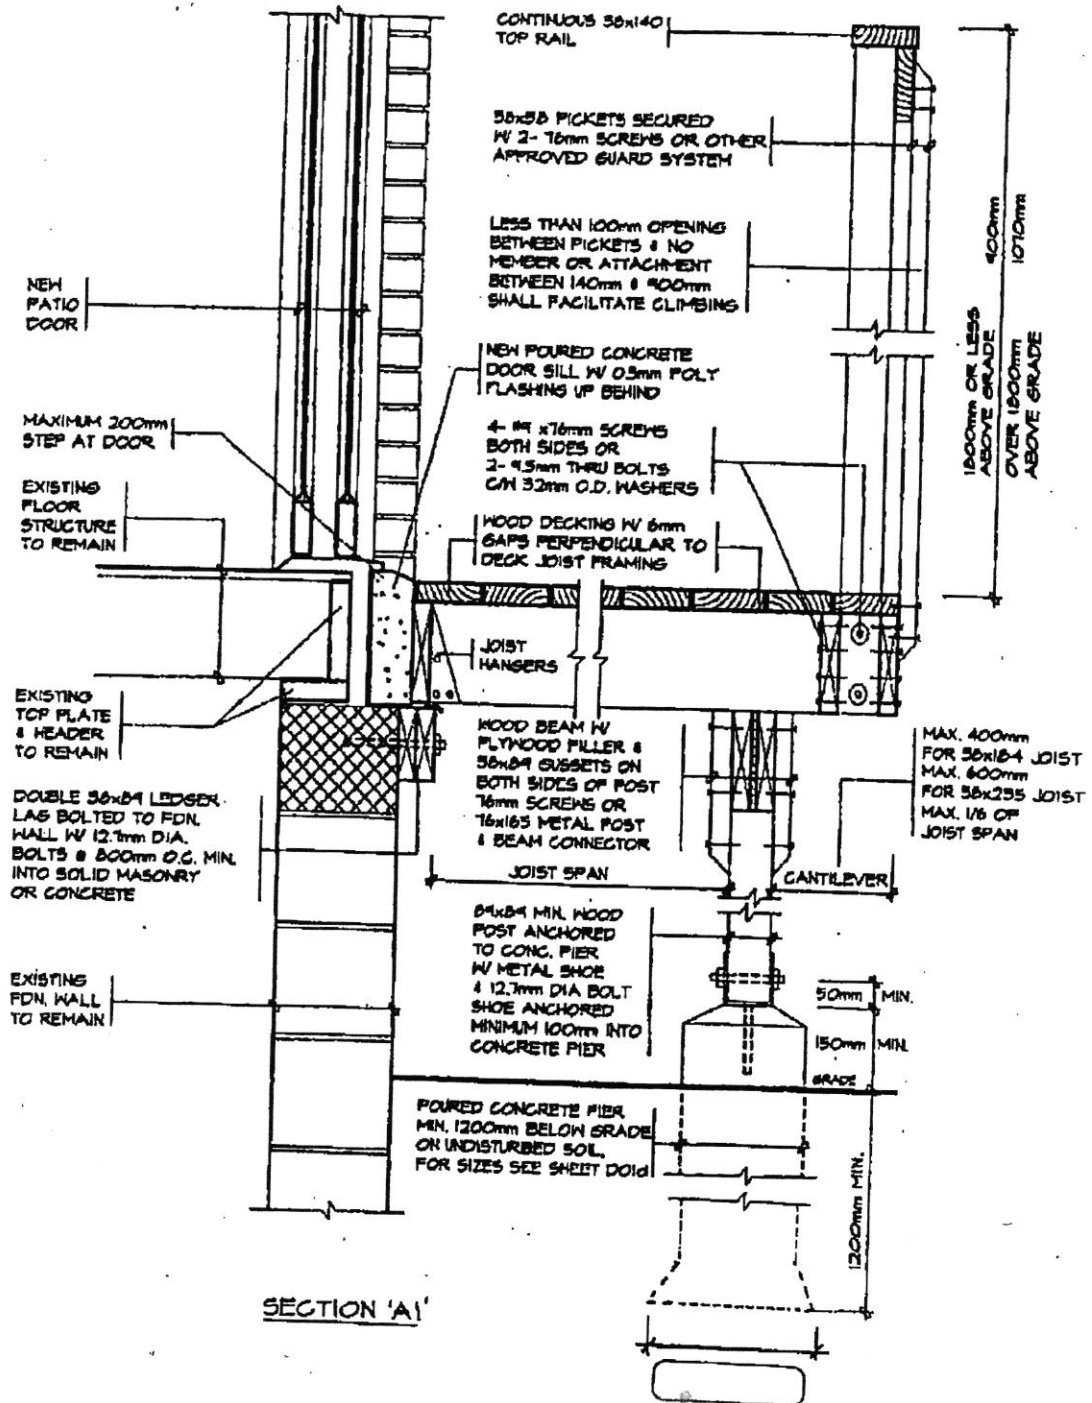 CONTINUOUS 38x140
TOP RAIL
38x38 PICKETS SECURED
W/ 2- 76mm SCREWS OR OTHER
APPROVED GUARD SYSTEM
LESS THAN 100mm OPENING
BETWEEN PICKETS & NO
MEMBER OR ATTACHMENT
BETWEEN 140mm & 900mm
SHALL FACILITATE CLIMBING
900mm
1070mm
1800mm OR LESS
ABOVE GRADE
OVER 1800mm
ABOVE GRADE
NEW
PATIO
DOOR
NEW POURED CONCRETE
DOOR SILL W/ 0.5mm POLY
FLASHING UP BEHIND
MAXIMUM 200mm
STEP AT DOOR
4- #9 x76mm SCREWS
BOTH SIDES OR
2- 9.5mm THRU BOLTS
C/W 32mm O.D. WASHERS
EXISTING
FLOOR
STRUCTURE
TO REMAIN
WOOD DECKING W/ 6mm
GAPS PERPENDICULAR TO
DECK JOIST FRAMING
JOIST
HANGERS
EXISTING
TOP PLATE
& HEADER
TO REMAIN
WOOD BEAM W/
PLYWOOD FILLER &
38x89 GUSSETS ON
BOTH SIDES OF POST
76mm SCREWS OR
76x165 METAL POST
& BEAM CONNECTOR
MAX. 400mm
FOR 38x184 JOIST
MAX. 600mm
FOR 38x235 JOIST
MAX. 1/6 OF
JOIST SPAN
DOUBLE 38x89 LEDGER
LAG BOLTED TO FDN.
WALL W/ 12.7mm DIA.
BOLTS @ 800mm O.C. MIN.
INTO SOLID MASONRY
OR CONCRETE
JOIST SPAN
CANTILEVER
89x89 MIN. WOOD
POST ANCHORED
TO CONC. PIER
W/ METAL SHOE
& 12.7mm DIA BOLT
SHOE ANCHORED
MINIMUM 100mm INTO
CONCRETE PIER
EXISTING
FDN. WALL
TO REMAIN
50mm MIN.
150mm MIN.
GRADE
POURED CONCRETE PIER
MIN. 1200mm BELOW GRADE
ON UNDISTURBED SOIL.
FOR SIZES SEE SHEET D01d
1200mm MIN.
SECTION 'A1'